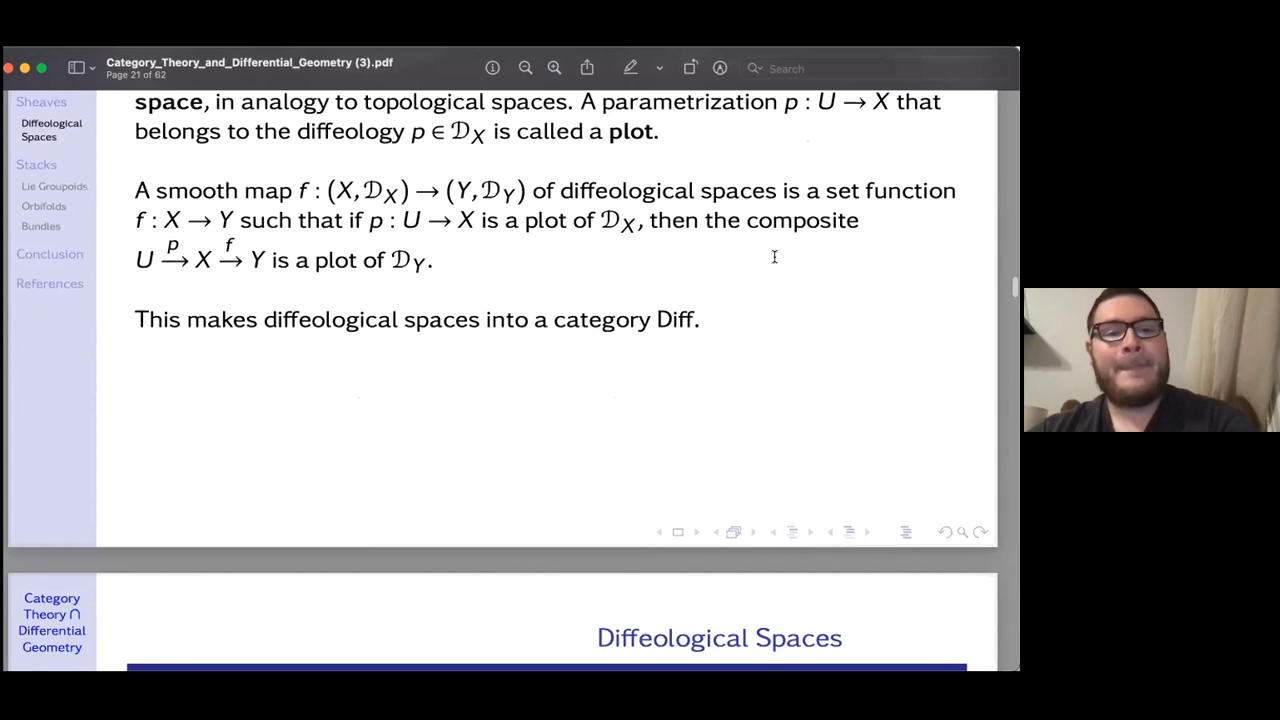 Category_Theory_and_Differential_Geometry (3).pdf
Page 21 of 62
Search
Sheaves
Diffeological
Spaces
Stacks
Lie Groupoids
Orbifolds
Bundles
Conclusion
References
space, in analogy to topological spaces. A parametrization p : U → X that
belongs to the diffeology p ∈ 𝒟_X is called a plot.
A smooth map f : (X, 𝒟_X) → (Y, 𝒟_Y) of diffeological spaces is a set function
f : X → Y such that if p : U → X is a plot of 𝒟_X, then the composite
U →^p X →^f Y is a plot of 𝒟_Y.
This makes diffeological spaces into a category Diff.
Category
Theory ∩
Differential
Geometry
Diffeological Spaces